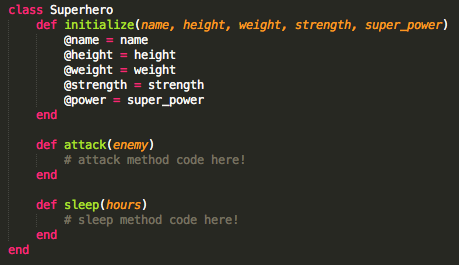 class Superhero
    def initialize(name, height, weight, strength, super_power)
        @name = name
        @height = height
        @weight = weight
        @strength = strength
        @power = super_power
    end

    def attack(enemy)
        # attack method code here!
    end

    def sleep(hours)
        # sleep method code here!
    end
end